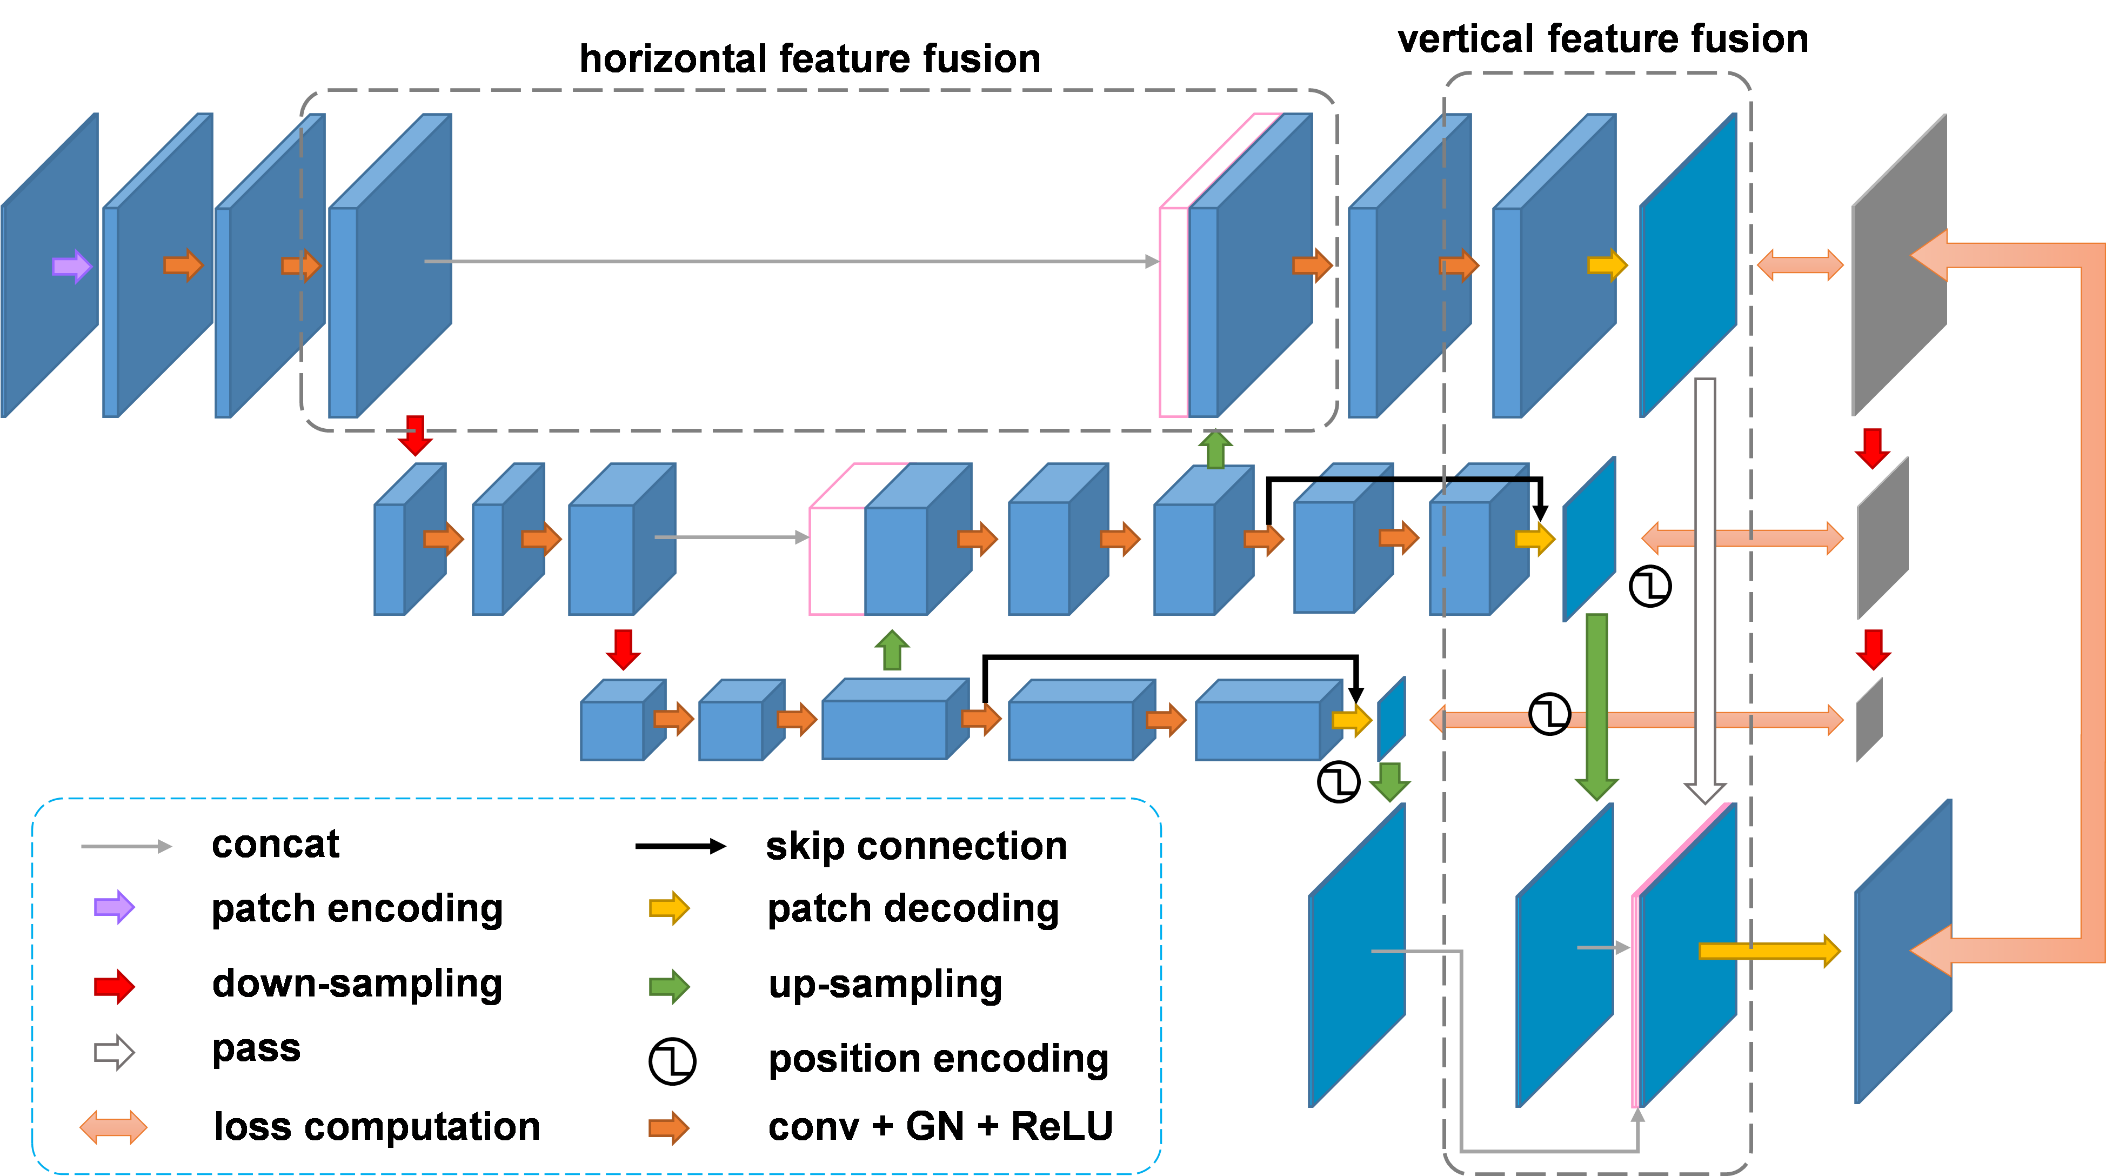 vertical feature fusion
horizontal feature fusion
concat
skip connection
patch encoding
patch decoding
down-sampling
up-sampling
pass
position encoding
loss computation
conv + GN + ReLU